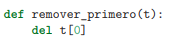 def remover_primero(t):
    del t[0]